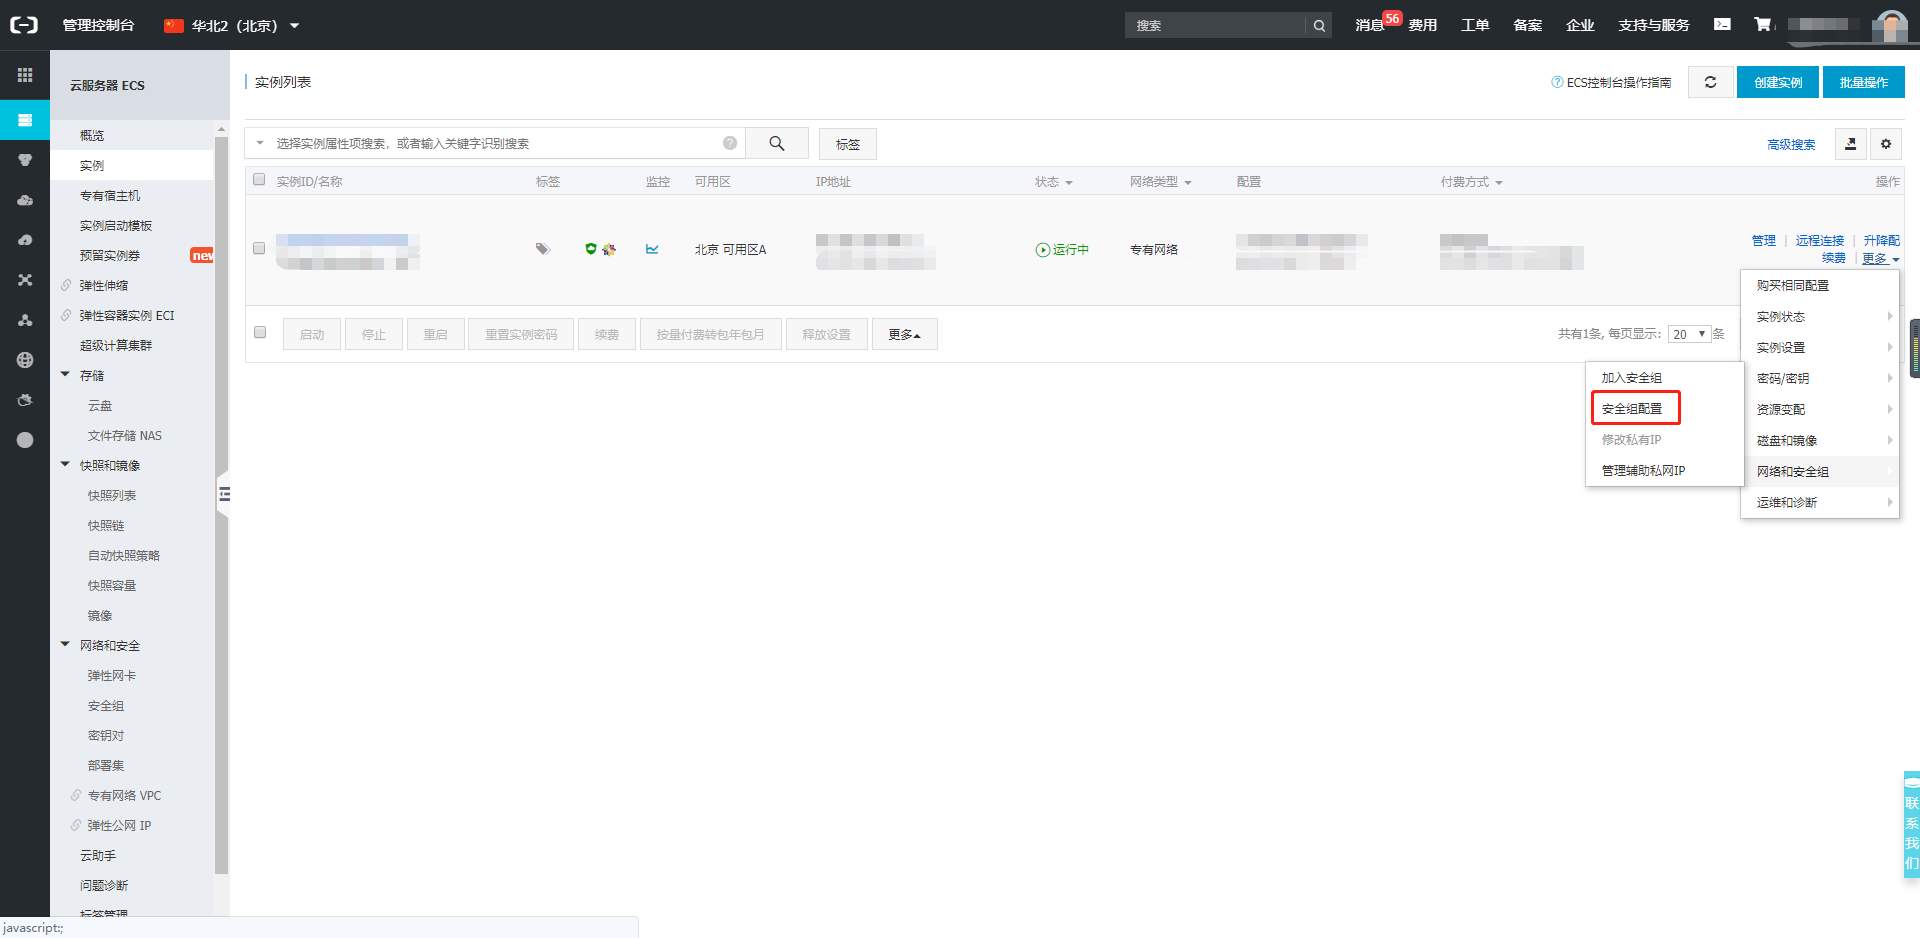 管理控制台
华北2（北京）
搜索
消息 56
费用
工单
备案
企业
支持与服务
云服务器 ECS
概览
实例
专有宿主机
实例启动模板
预留实例券 new
弹性伸缩
弹性容器实例 ECI
超级计算集群
存储
云盘
文件存储 NAS
快照和镜像
快照列表
快照链
自动快照策略
快照容量
镜像
网络和安全
弹性网卡
安全组
密钥对
部署集
专有网络 VPC
弹性公网 IP
云助手
问题诊断
标签管理
javascript:;
实例列表
? ECS控制台操作指南
创建实例
批量操作
选择实例属性项搜索，或者输入关键字识别搜索
?
标签
高级搜索
实例ID/名称 标签 监控 可用区 IP地址 状态 网络类型 配置 付费方式 操作
北京 可用区A
运行中
专有网络
管理 | 远程连接 | 升降配
续费 | 更多
启动 停止 重启 重置实例密码 续费 按量付费转包年包月 释放设置 更多
共有1条, 每页显示: 20 条
购买相同配置
实例状态
实例设置
密码/密钥
资源变配
磁盘和镜像
网络和安全组
运维和诊断
加入安全组
安全组配置
修改私有IP
管理辅助私网IP
联
系
我
们